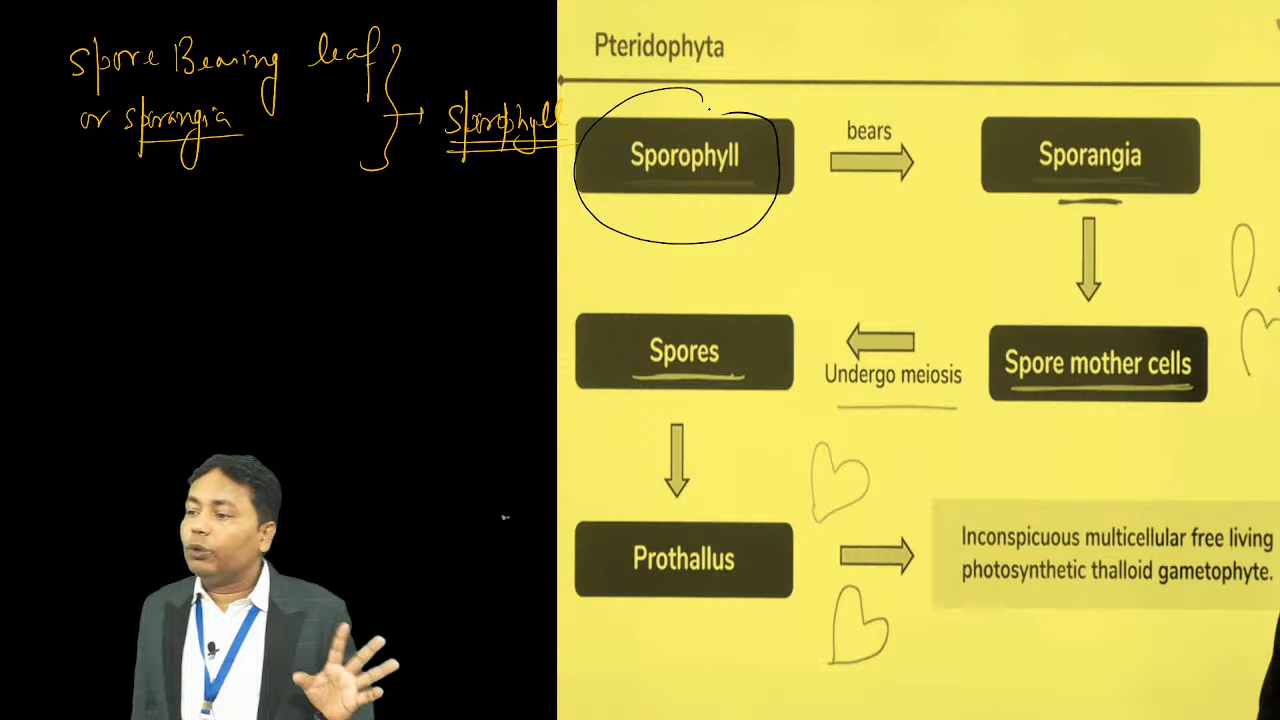 Spore Bearing leaf
or sporangia
Sporophyll
Pteridophyta
Sporophyll
bears
Sporangia
Spores
Undergo meiosis
Spore mother cells
Prothallus
Inconspicuous multicellular free living
photosynthetic thalloid gametophyte.